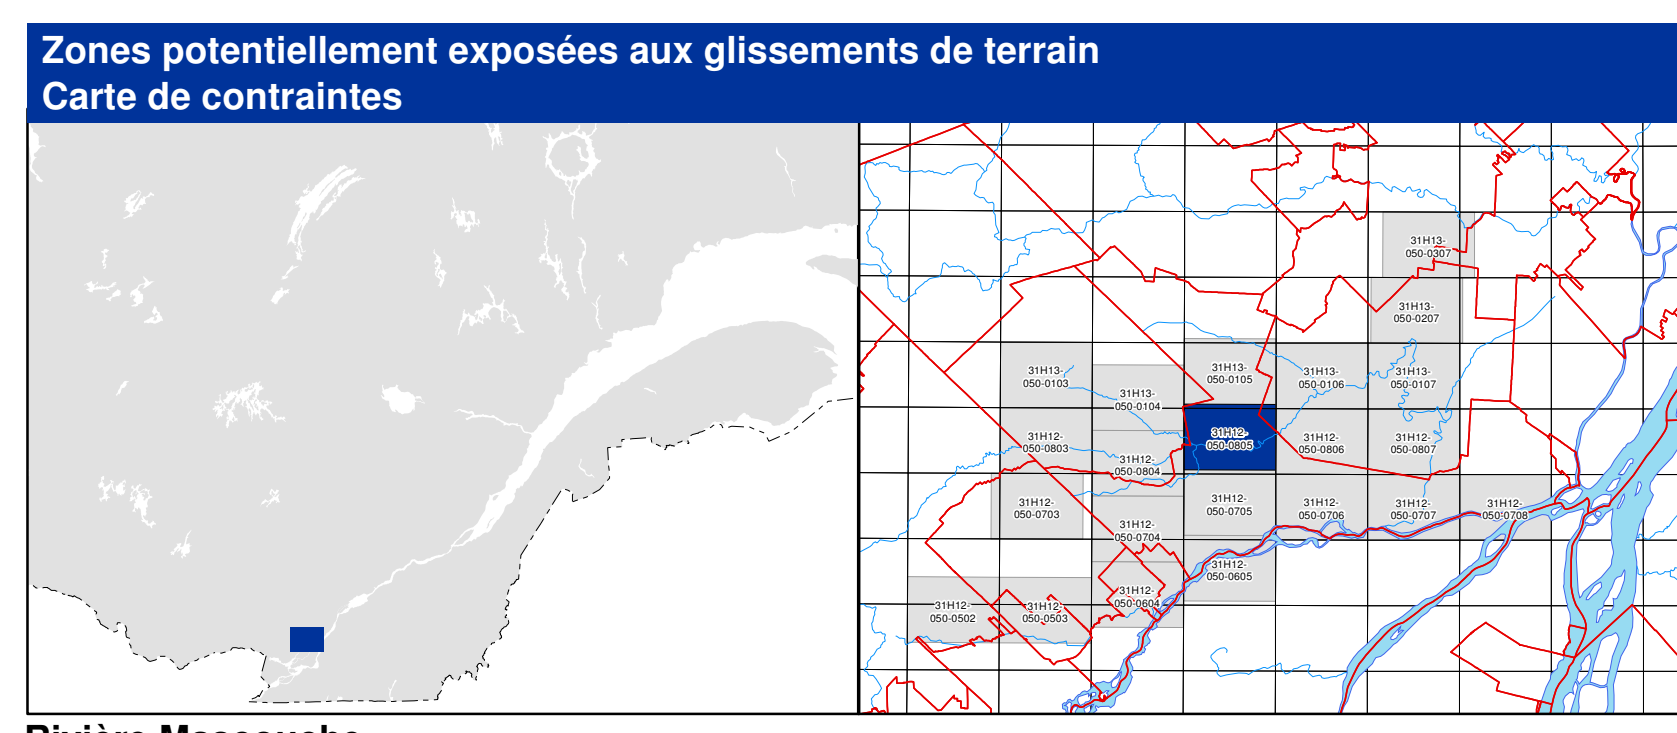 Zones potentiellement exposées aux glissements de terrain
Carte de contraintes
31H13-
050-0307
31H13-
050-0207
31H13-
050-0103
31H13-
050-0104
31H13-
050-0105
31H13-
050-0106
31H13-
050-0107
31H12-
050-0803
31H12-
050-0804
31H12-
050-0805
31H12-
050-0806
31H12-
050-0807
31H12-
050-0703
31H12-
050-0704
31H12-
050-0705
31H12-
050-0706
31H12-
050-0707
31H12-
050-0708
31H12-
050-0605
31H12-
050-0604
31H12-
050-0502
31H12-
050-0503
Rivière Mascouche